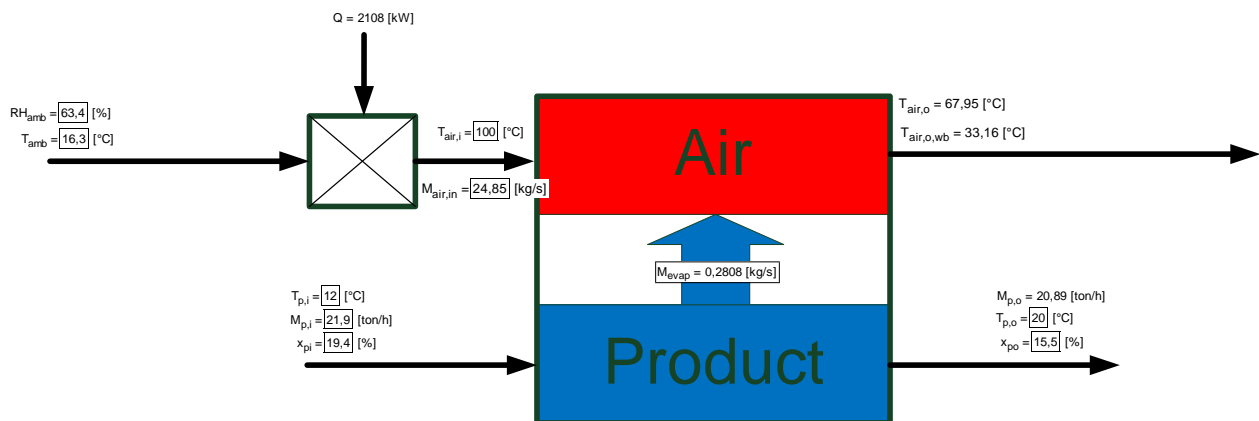 Q = 2108 [kW]
RHamb = 63,4 [%]
Tamb = 16,3 [°C]
Tair,i = 100 [°C]
Mair,in = 24,85 [kg/s]
Air
Tair,o = 67,95 [°C]
Tair,o,wb = 33,16 [°C]
Mevap = 0,2808 [kg/s]
Tp,i = 12 [°C]
Mp,i = 21,9 [ton/h]
xpi = 19,4 [%]
Product
Mp,o = 20,89 [ton/h]
Tp,o = 20 [°C]
xpo = 15,5 [%]